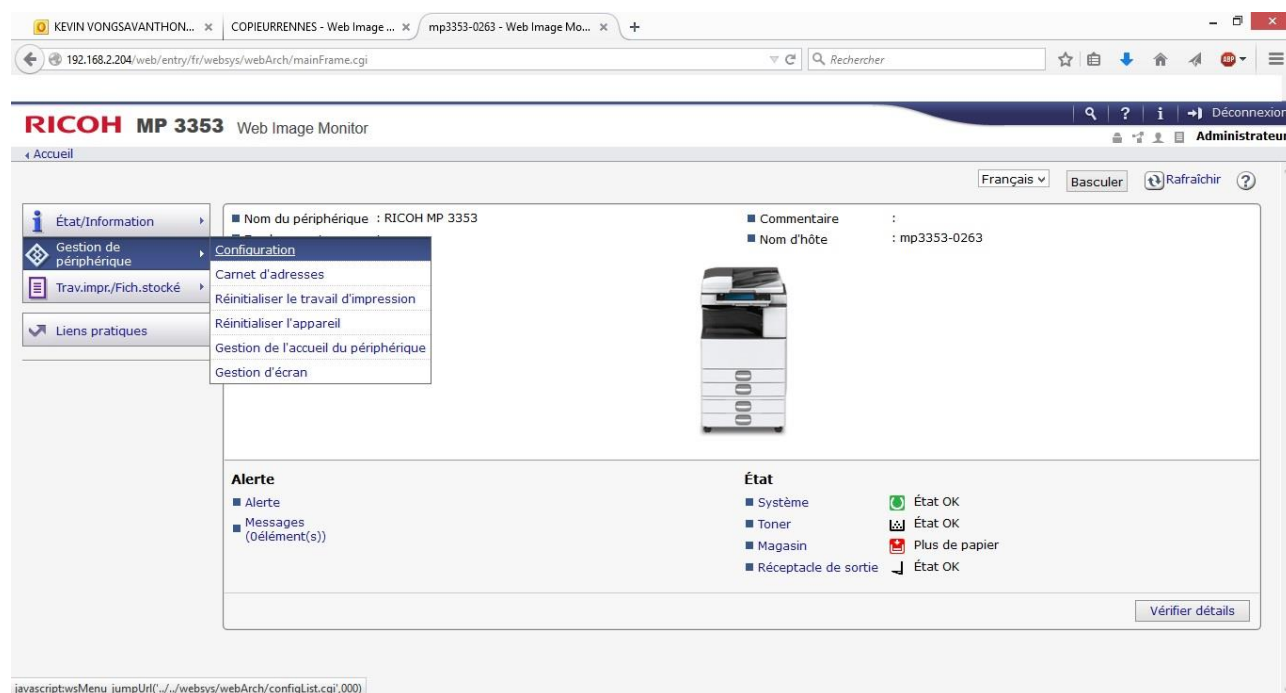 KEVIN VONGSAVANTHON...
COPIEURRENNES - Web Image ...
mp3353-0263 - Web Image Mo...
192.168.2.204/web/entry/fr/websys/webArch/mainFrame.cgi
Rechercher
ABP
RICOH MP 3353 Web Image Monitor
? i Déconnexion
Administrateur
Accueil
Français Basculer Rafraîchir ?
État/Information
Gestion de
périphérique
Trav.impr./Fich.stocké
Liens pratiques
Configuration
Carnet d'adresses
Réinitialiser le travail d'impression
Réinitialiser l'appareil
Gestion de l'accueil du périphérique
Gestion d'écran
Nom du périphérique : RICOH MP 3353
Commentaire :
Nom d'hôte : mp3353-0263
Alerte
Alerte
Messages
(0élément(s))
État
Système État OK
Toner État OK
Magasin Plus de papier
Réceptacle de sortie État OK
Vérifier détails
javascript:wsMenu_jumpUrl('../../websys/webArch/configList.cgi',000)